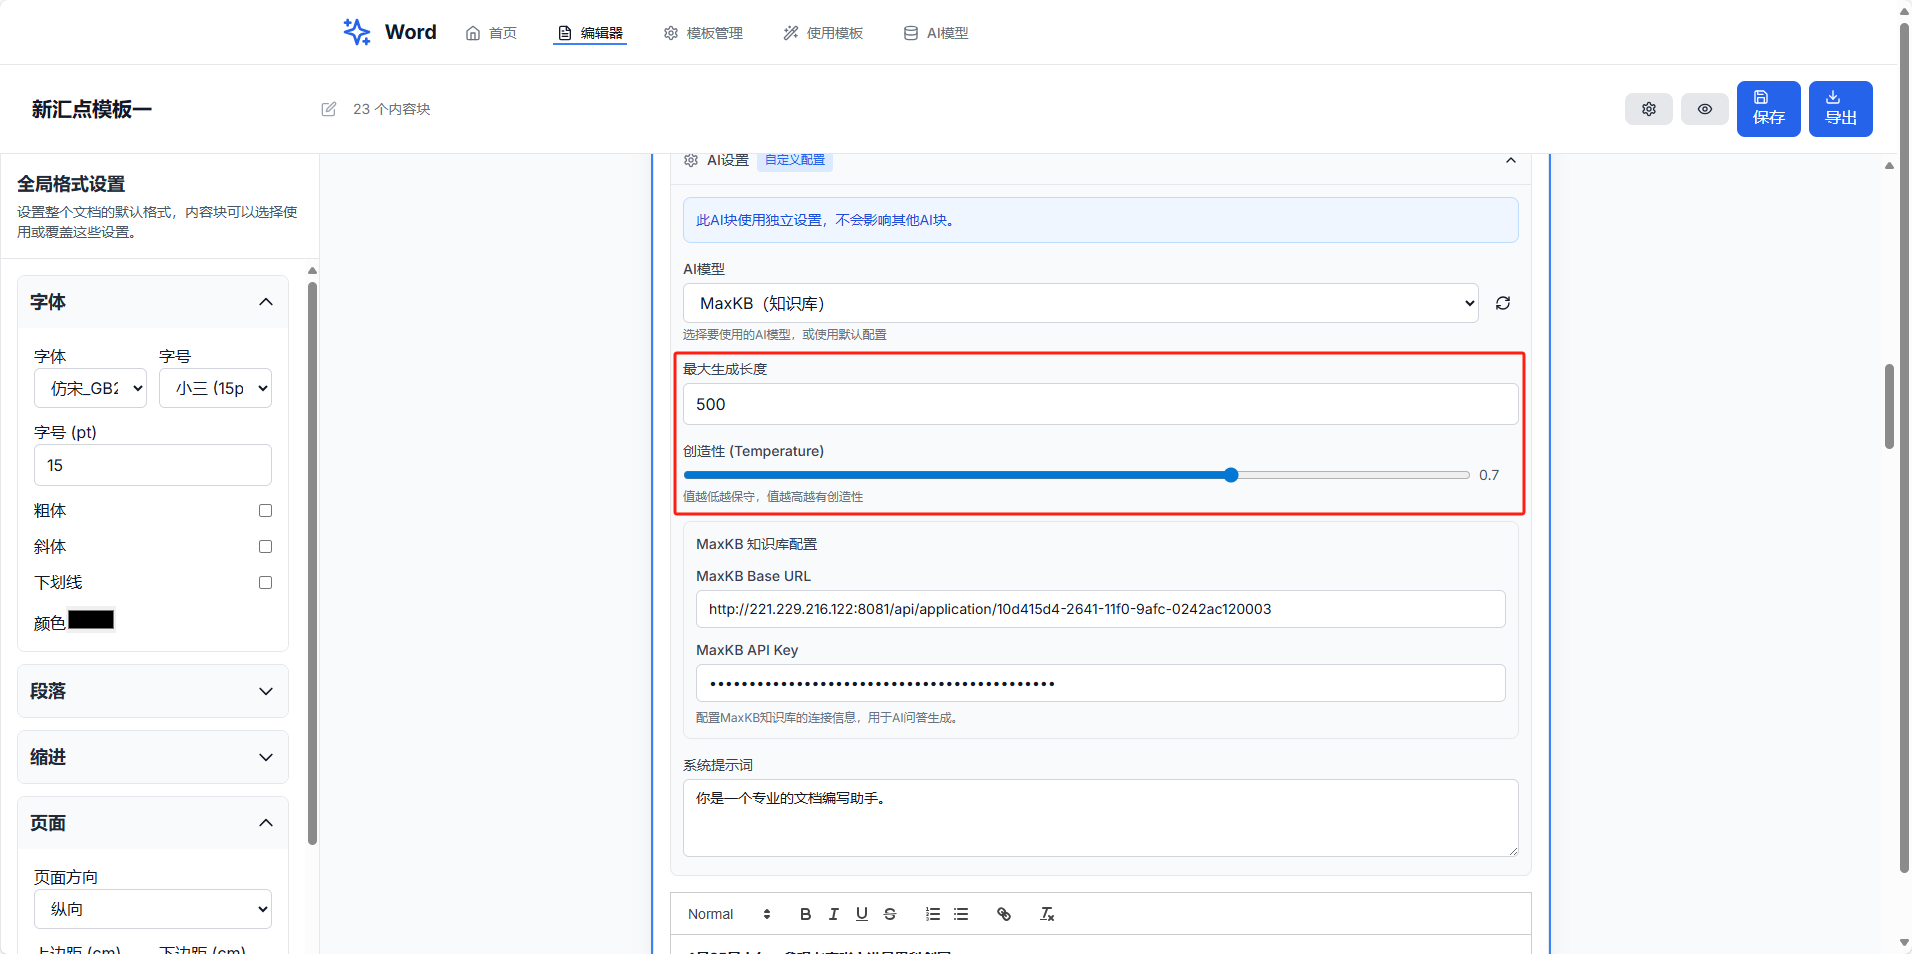 Word
首页
编辑器
模板管理
使用模板
AI模型
新汇点模板一
23 个内容块
保存
导出
全局格式设置
设置整个文档的默认格式，内容块可以选择使
用或覆盖这些设置。
字体
字体
字号
仿宋_GB2
小三 (15p
字号 (pt)
15
粗体
斜体
下划线
颜色
段落
缩进
页面
页面方向
纵向
上边距 (cm)
下边距 (cm)
AI设置
自定义配置
此AI块使用独立设置，不会影响其他AI块。
AI模型
MaxKB（知识库）
选择要使用的AI模型，或使用默认配置
最大生成长度
500
创造性 (Temperature)
0.7
值越低越保守，值越高越有创造性
MaxKB 知识库配置
MaxKB Base URL
http://221.229.216.122:8081/api/application/10d415d4-2641-11f0-9afc-0242ac120003
MaxKB API Key
配置MaxKB知识库的连接信息，用于AI问答生成。
系统提示词
你是一个专业的文档编写助手。
Normal